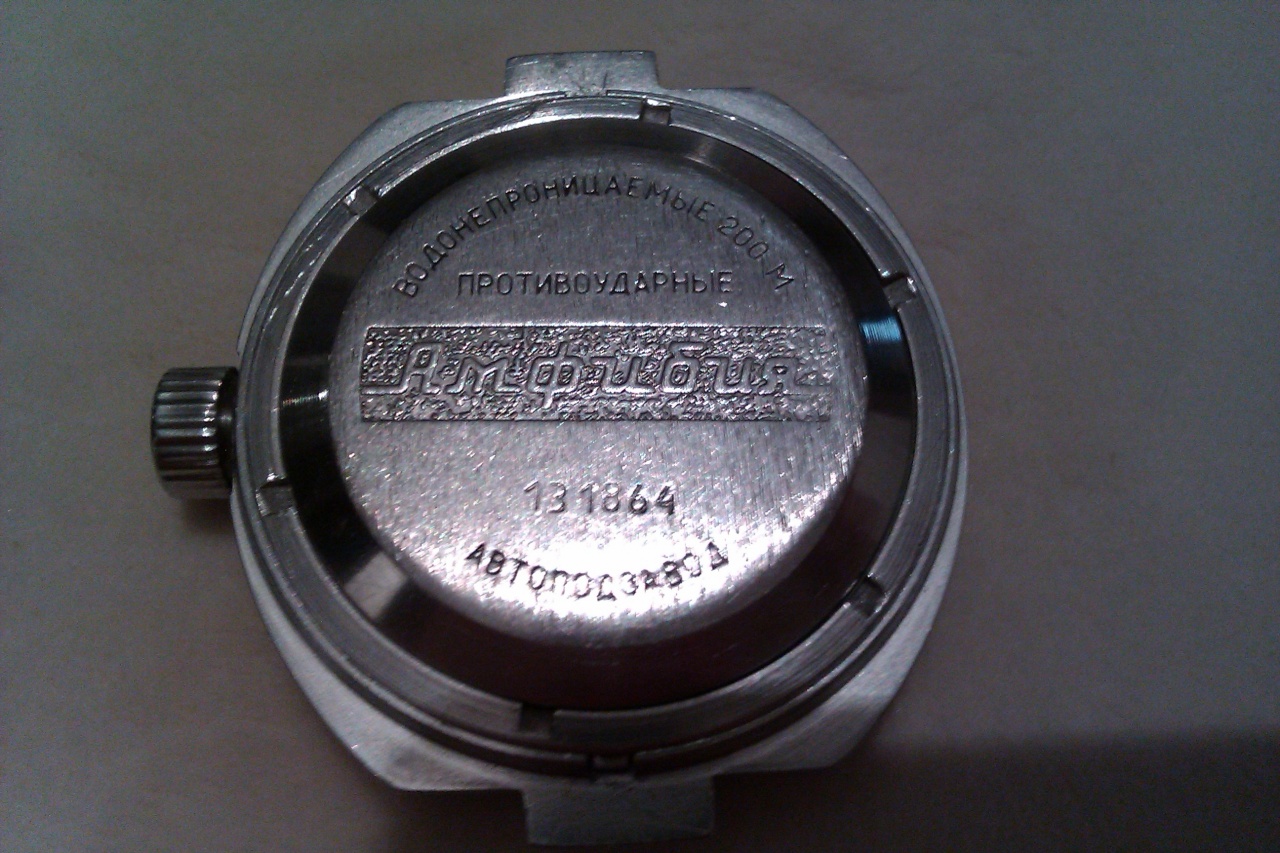 ВОДОНЕПРОНИЦАЕМЫЕ 200 М
ПРОТИВОУДАРНЫЕ
Амфибия
131864
АВТОПОДЗАВОД